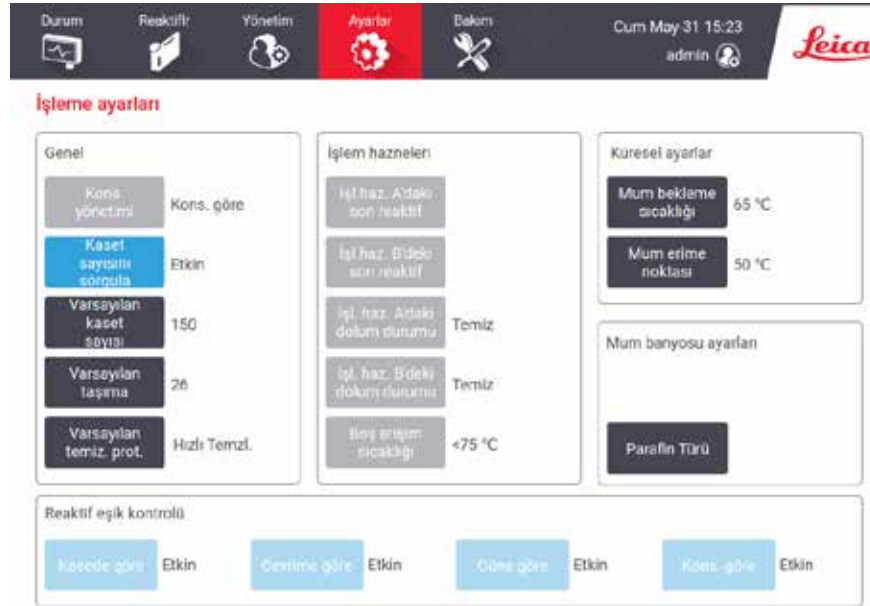 Durum Reaktifir Yönetim Ayarlar Bakım
Cum May-31 15:23
admin
Leica
İşleme ayarları
Genel
Kons.
yönetimi
Kons. göre
Kaset
sayısını
sorgula
Etkin
Varsayılan
kaset
sayısı
150
Varsayılan
taşıma
26
Varsayılan
temiz. prot.
Hızlı Temzl.
İşlem hazneleri
İşl haz. A'daki
son reaktif
İşl haz. B'deki
son reaktif
İşl. haz. A'daki
dolum durumu
Temiz
İşl. haz. B'deki
dolum durumu
Temiz
Boş erişim
sıcaklığı
<75 °C
Küresel ayarlar
Mum bekleme
sıcaklığı
65 °C
Mum erime
noktası
50 °C
Mum banyosu ayarları
Parafin Türü
Reaktif eşik kontrolü
Kasede göre Etkin
Çevrime göre Etkin
Güne göre Etkin
Kons. göre Etkin